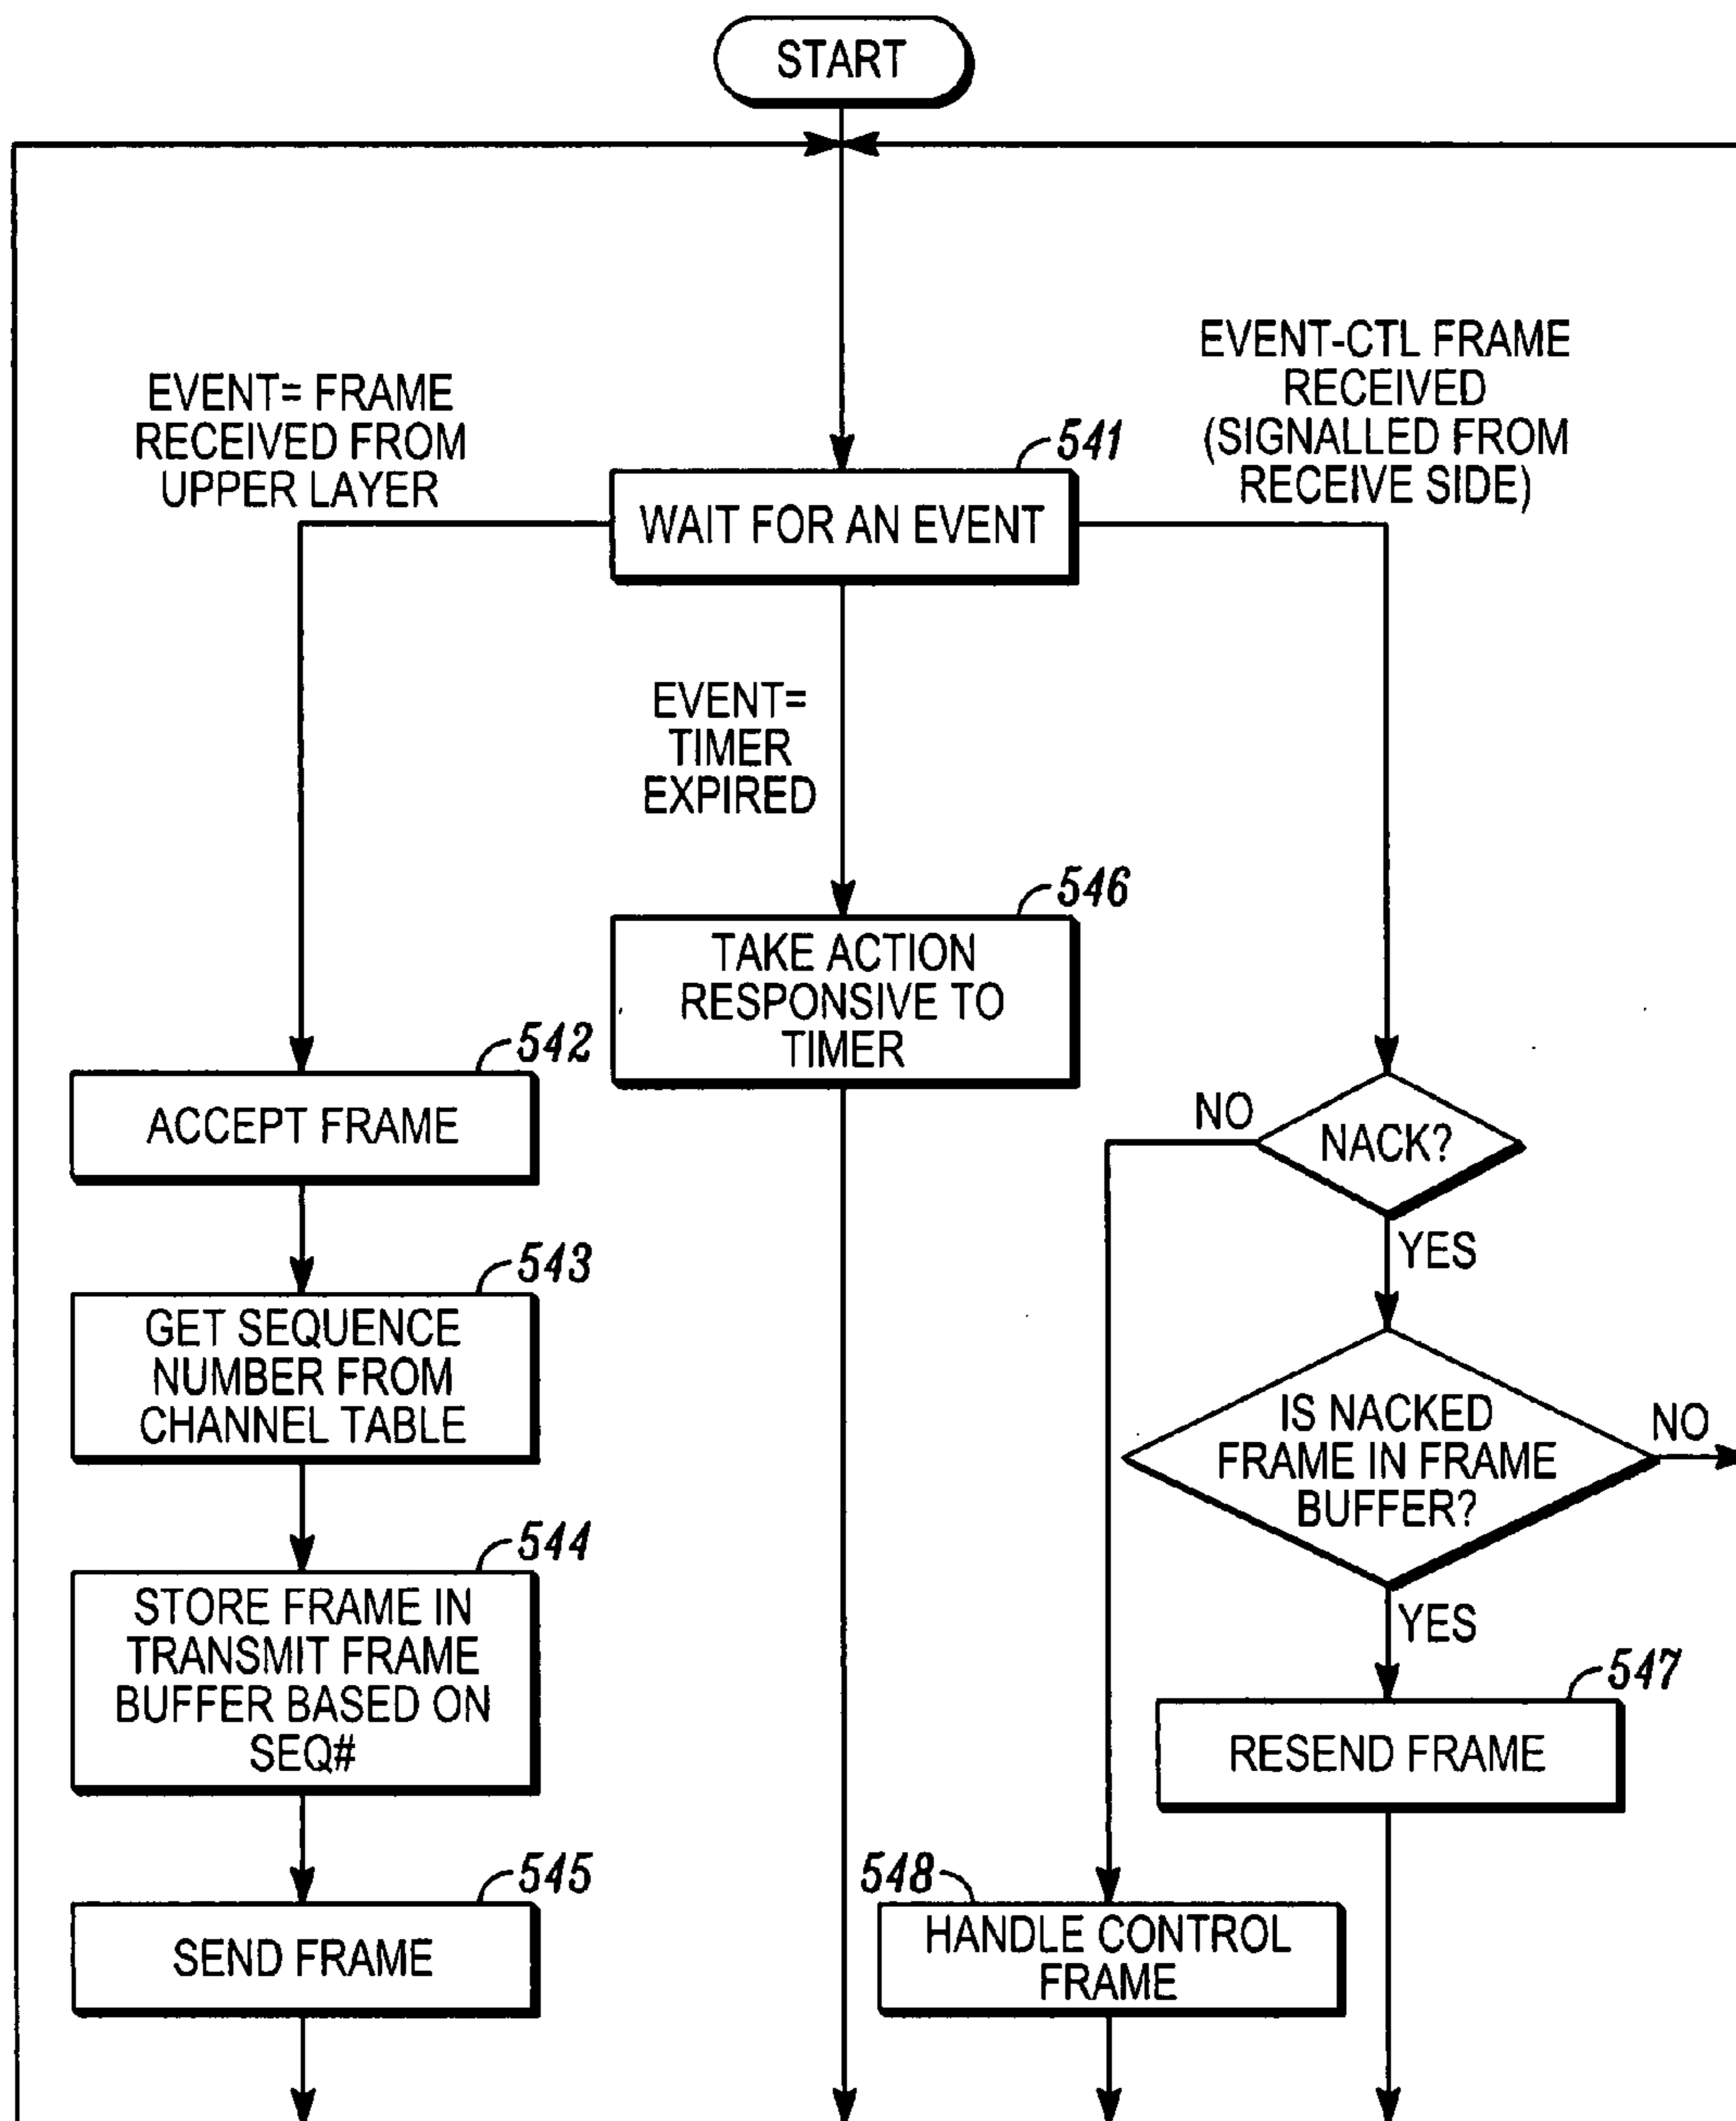 START
EVENT= FRAME
RECEIVED FROM
UPPER LAYER
EVENT-CTL FRAME
RECEIVED
(SIGNALLED FROM
RECEIVE SIDE)
541
WAIT FOR AN EVENT
EVENT=
TIMER
EXPIRED
546
TAKE ACTION
RESPONSIVE TO
TIMER
542
ACCEPT FRAME
NO
NACK?
YES
543
GET SEQUENCE
NUMBER FROM
CHANNEL TABLE
IS NACKED
FRAME IN FRAME
BUFFER?
NO
YES
544
STORE FRAME IN
TRANSMIT FRAME
BUFFER BASED ON
SEQ#
547
RESEND FRAME
545
SEND FRAME
548
HANDLE CONTROL
FRAME